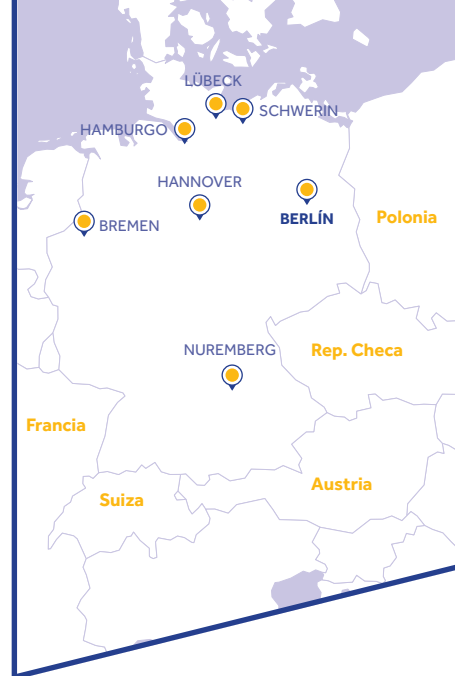 LÜBECK
SCHWERIN
HAMBURGO
HANNOVER
BREMEN
BERLÍN
Polonia
NUREMBERG
Rep. Checa
Francia
Austria
Suiza